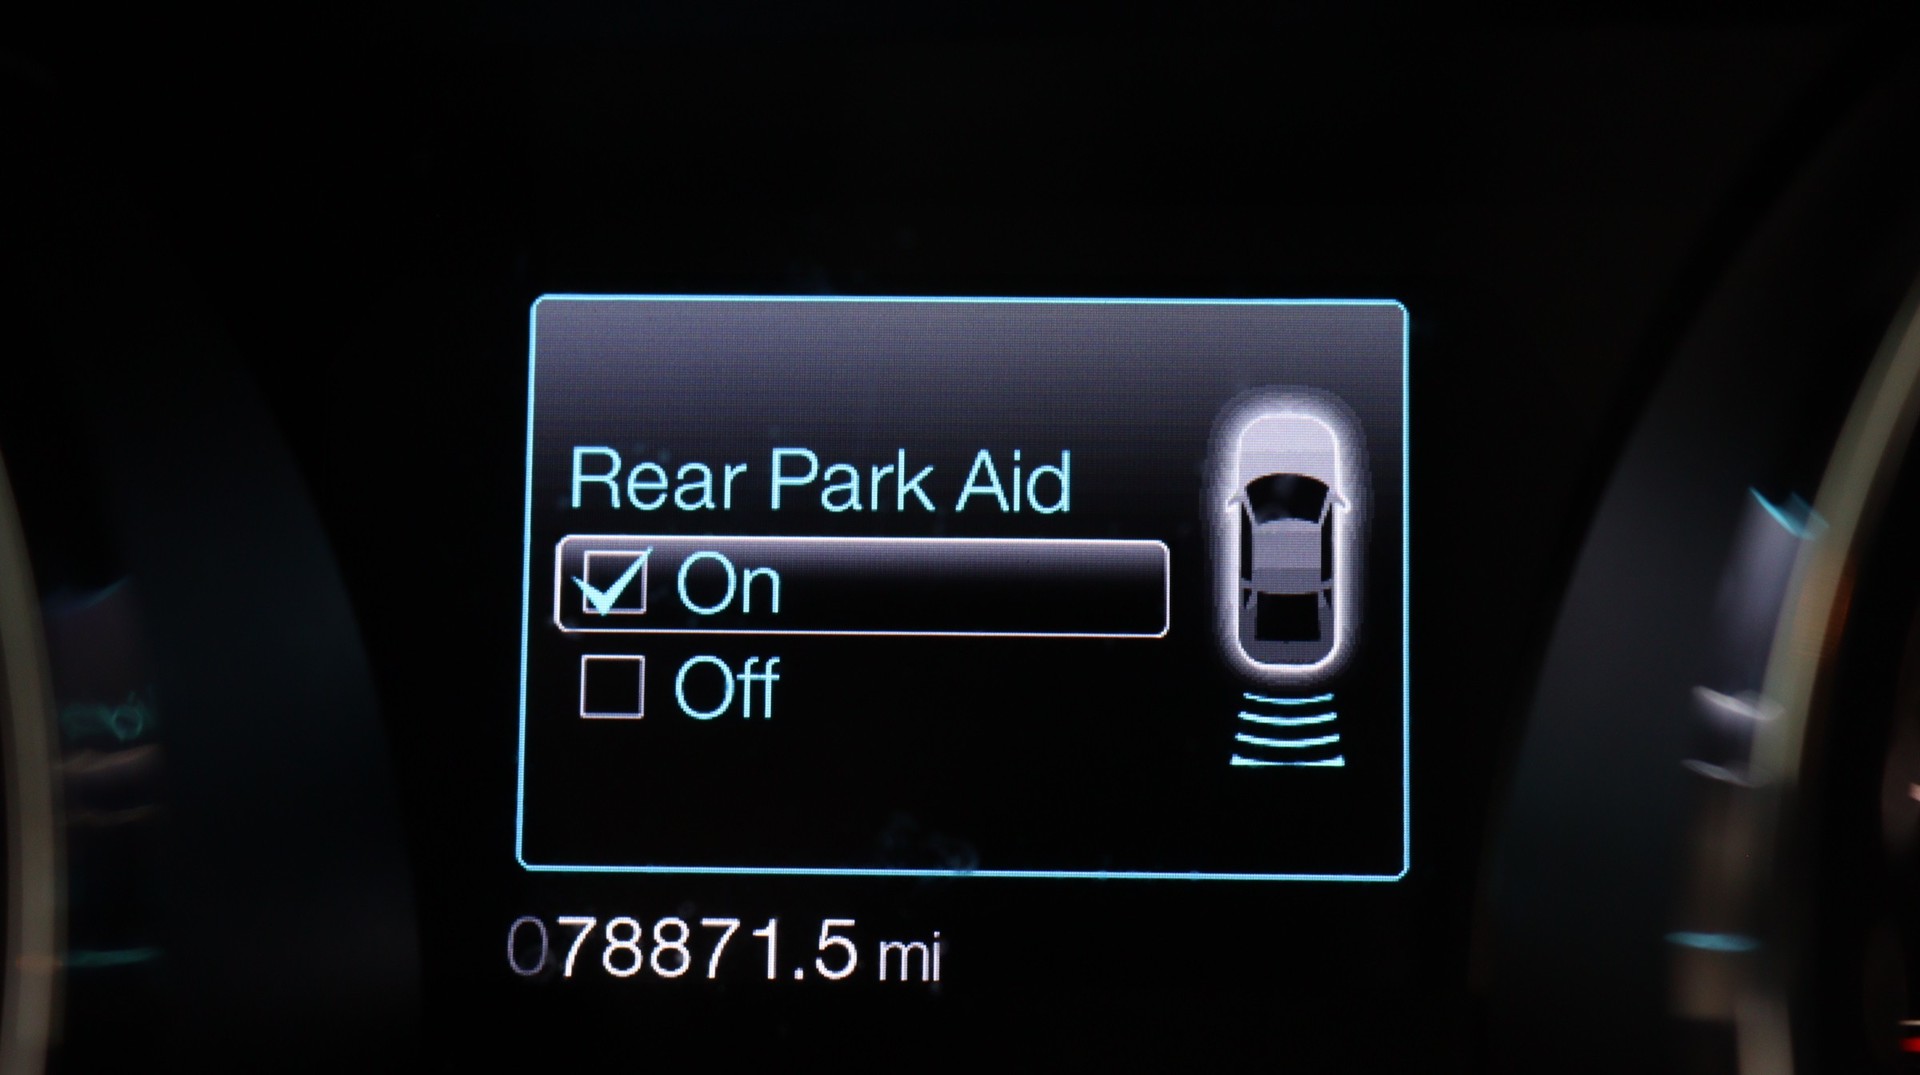 Rear Park Aid
On
Off
078871.5 mi